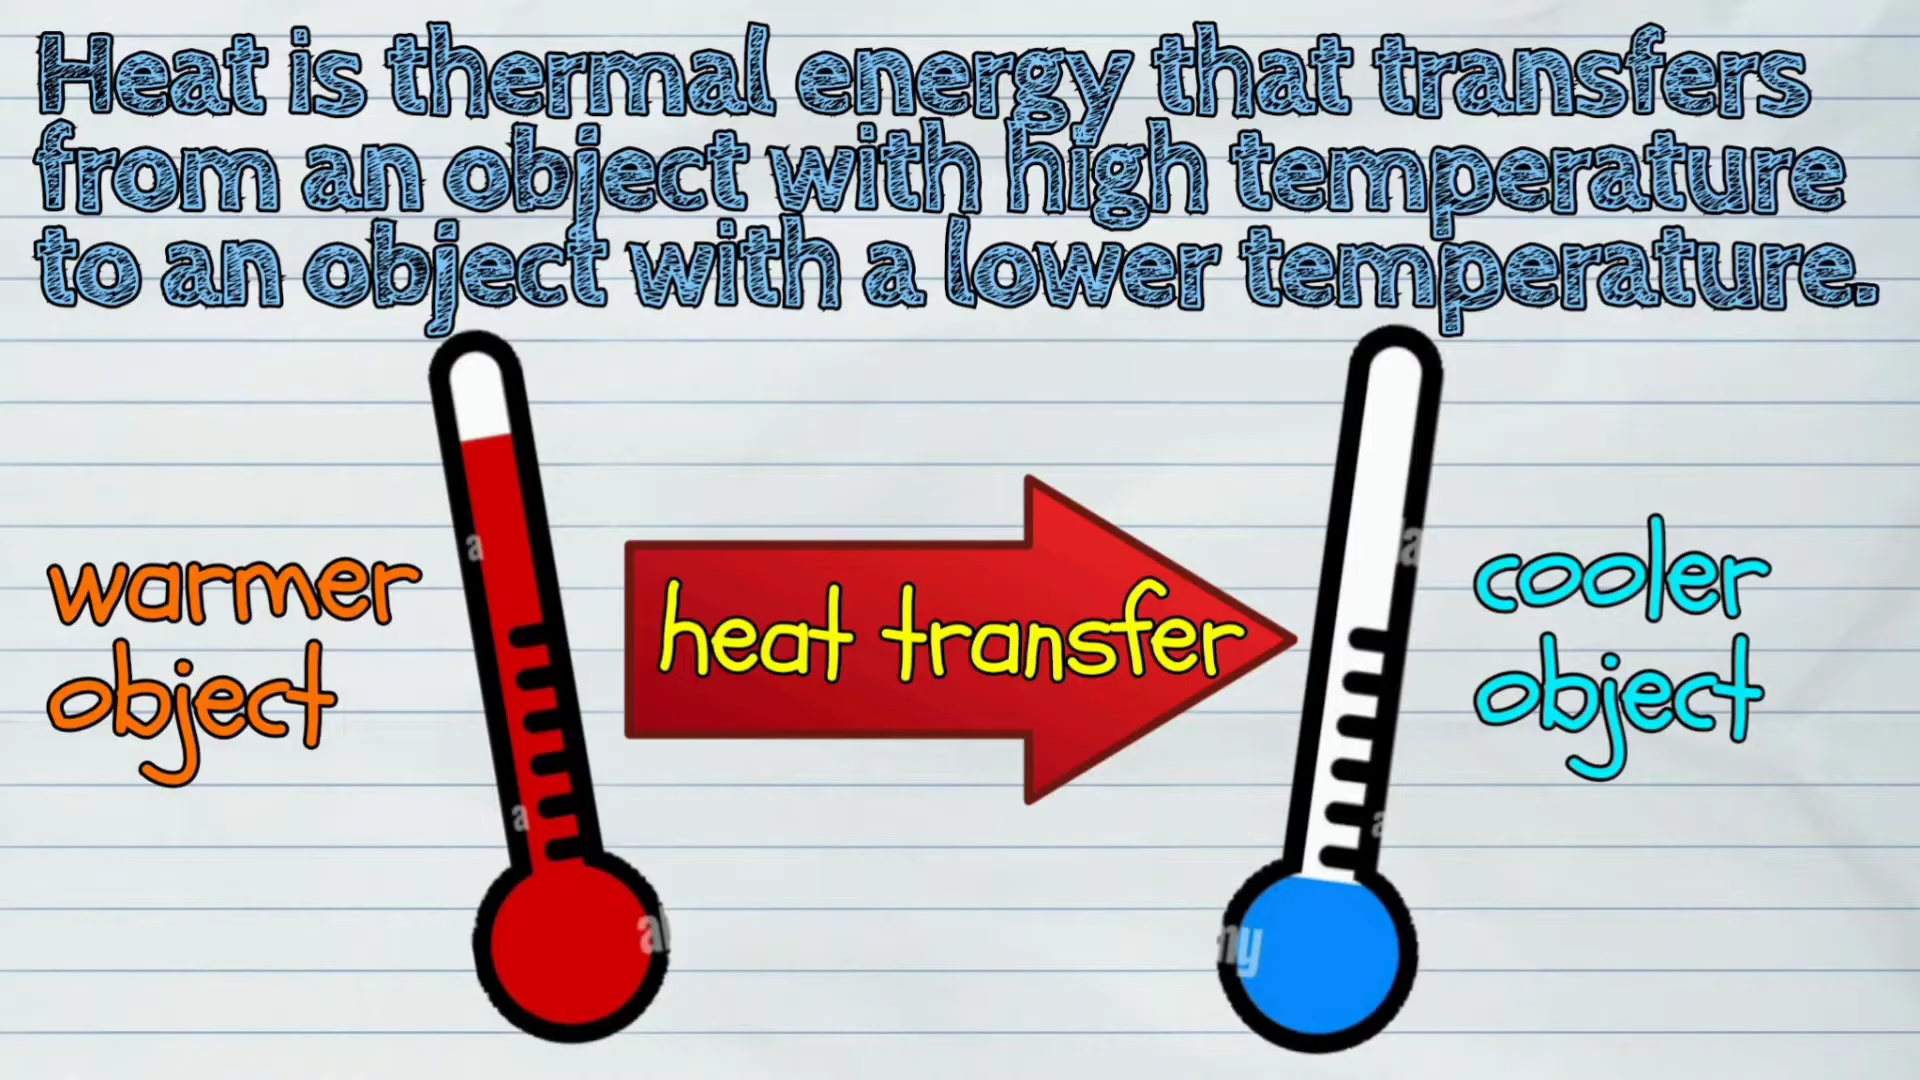 Heat is thermal energy that transfers
from an object with high temperature
to an object with a lower temperature.
warmer
object
heat transfer
cooler
object
a
a
a
a